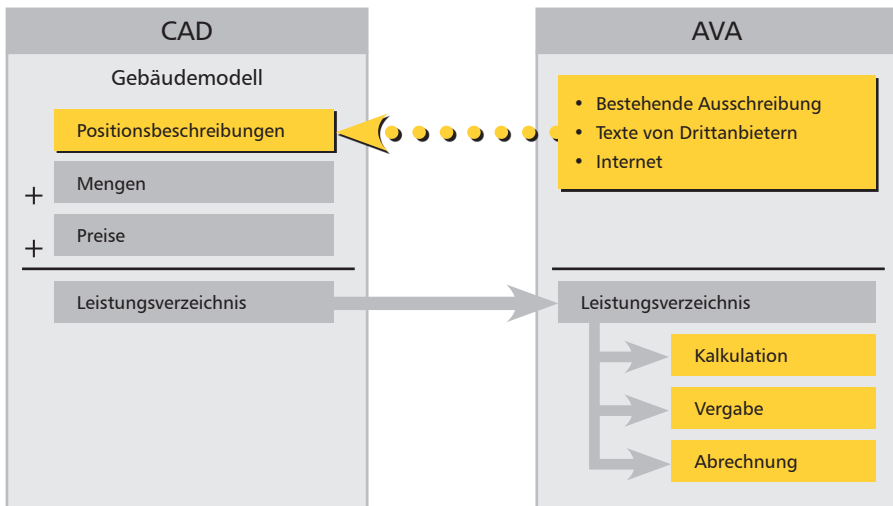 CAD
Gebäudemodell
Positionsbeschreibungen
+ Mengen
+ Preise
Leistungsverzeichnis
AVA
• Bestehende Ausschreibung
• Texte von Drittanbietern
• Internet
Leistungsverzeichnis
Kalkulation
Vergabe
Abrechnung